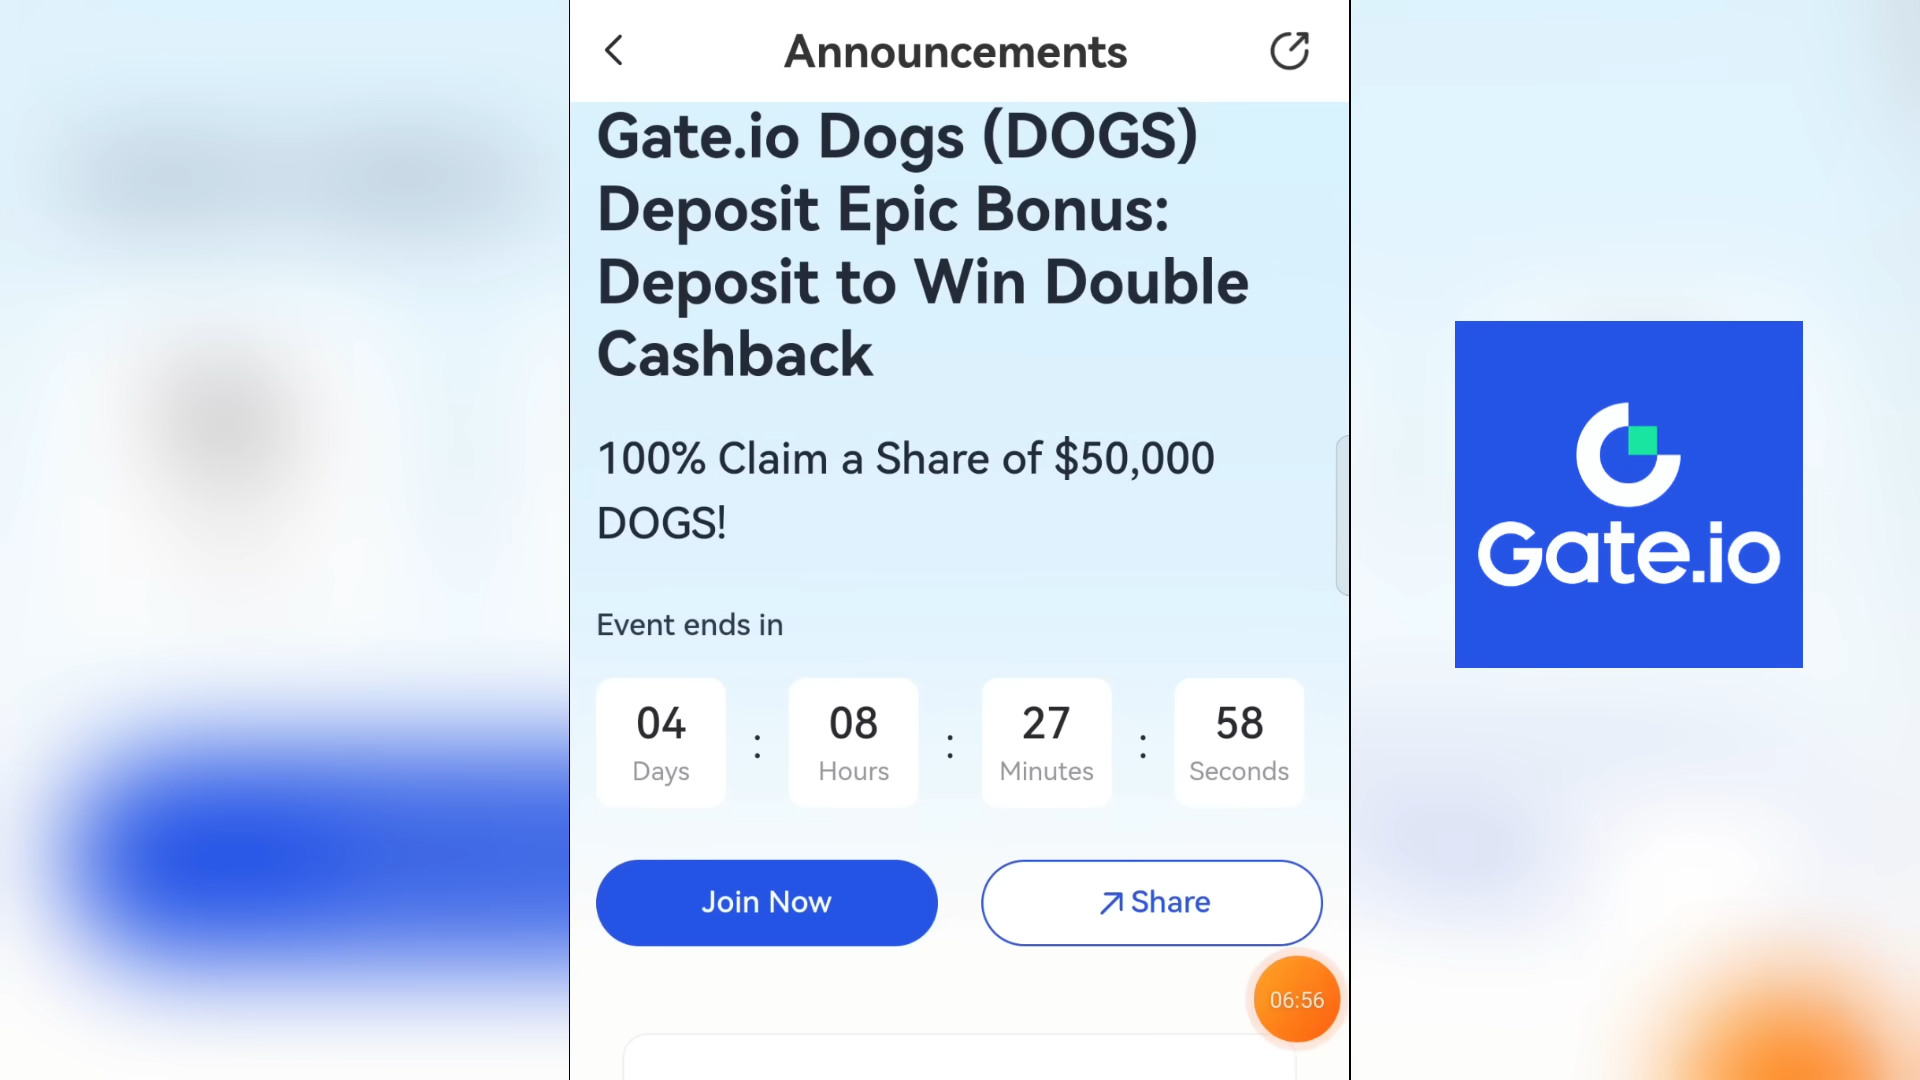 Announcements
Gate.io Dogs (DOGS)
Deposit Epic Bonus:
Deposit to Win Double
Cashback
100% Claim a Share of $50,000
DOGS!
Event ends in
04 : 08 : 27 : 58
Days Hours Minutes Seconds
Join Now
Share
06:56
Gate.io